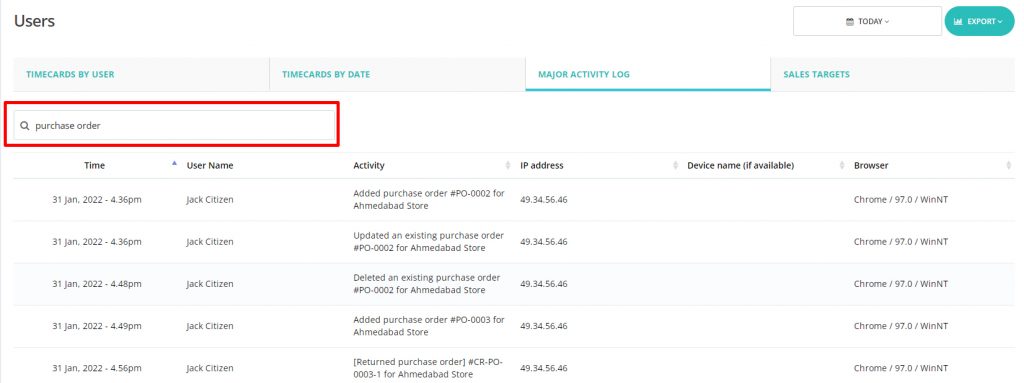 Users
TODAY
EXPORT
TIMECARDS BY USER TIMECARDS BY DATE MAJOR ACTIVITY LOG SALES TARGETS
purchase order
Time User Name Activity IP address Device name (if available) Browser
31 Jan, 2022 - 4.36pm Jack Citizen Added purchase order #PO-0002 for 49.34.56.46 Chrome / 97.0 / WinNT
Ahmedabad Store
31 Jan, 2022 - 4.36pm Jack Citizen Updated an existing purchase order 49.34.56.46 Chrome / 97.0 / WinNT
#PO-0002 for Ahmedabad Store
31 Jan, 2022 - 4.48pm Jack Citizen Deleted an existing purchase order 49.34.56.46 Chrome / 97.0 / WinNT
#PO-0002 for Ahmedabad Store
31 Jan, 2022 - 4.49pm Jack Citizen Added purchase order #PO-0003 for 49.34.56.46 Chrome / 97.0 / WinNT
Ahmedabad Store
31 Jan, 2022 - 4.56pm Jack Citizen [Returned purchase order] #CR-PO- 49.34.56.46 Chrome / 97.0 / WinNT
0003-1 for Ahmedabad Store